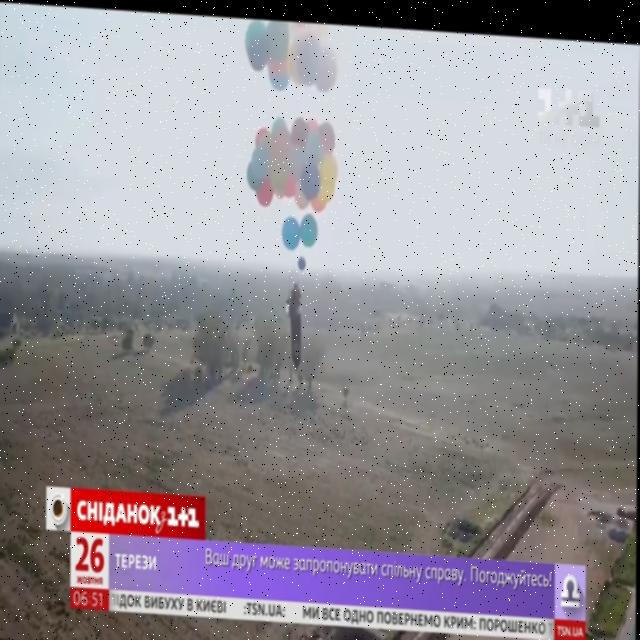 1+1
СНІДАНОК з 1+1
26
жовтня
ТЕРЕЗИ
Ваш друг може запропонувати спільну справу. Погоджуйтесь!
06:51
ІДОК ВИБУХУ В КИЄВІ TSN.UA: МИ ВСЕ ОДНО ПОВЕРНЕМО КРИМ: ПОРОШЕНКО
TSN.UA